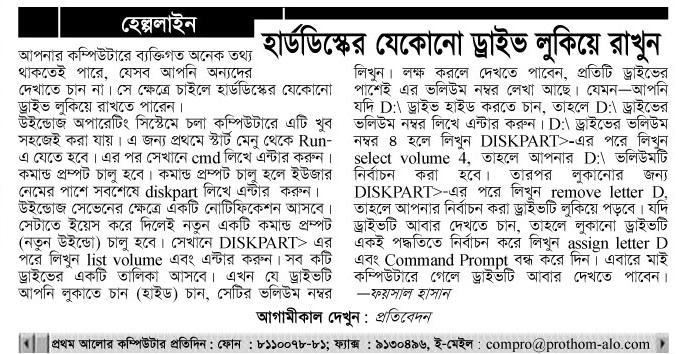 হেল্পলাইন
হার্ডডিস্কের যেকোনো ড্রাইভ লুকিয়ে রাখুন
আপনার কম্পিউটারে ব্যক্তিগত অনেক তথ্য
থাকতেই পারে, যেসব আপনি অন্যদের
দেখাতে চান না। সে ক্ষেত্রে চাইলে হার্ডডিস্কের যেকোনো
ড্রাইভ লুকিয়ে রাখতে পারেন।
উইন্ডোজ অপারেটিং সিস্টেমে চলা কম্পিউটারে এটি খুব
সহজেই করা যায়। এ জন্য প্রথমে স্টার্ট মেনু থেকে Run-
এ যেতে হবে। এর পর সেখানে cmd লিখে এন্টার করুন।
কমান্ড প্রম্পট চালু হবে। কমান্ড প্রম্পট চালু হলে ইউজার
নেমের পাশে সবশেষে diskpart লিখে এন্টার করুন।
উইন্ডোজ সেভেনের ক্ষেত্রে একটি নোটিফিকেশন আসবে।
সেটাতে ইয়েস করে দিলেই নতুন একটি কমান্ড প্রম্পট
(নতুন উইন্ডো) চালু হবে। সেখানে DISKPART> এর
পরে লিখুন list volume এবং এন্টার করুন। সব কটি
ড্রাইভের একটি তালিকা আসবে। এখন যে ড্রাইভটি
আপনি লুকাতে চান (হাইড) চান, সেটির ভলিউম নম্বর
লিখুন। লক্ষ করলে দেখতে পাবেন, প্রতিটি ড্রাইভের
পাশেই এর ভলিউম নম্বর লেখা আছে। যেমন—আপনি
যদি D:\ ড্রাইভ হাইড করতে চান, তাহলে D:\ ড্রাইভের
ভলিউম নম্বর লিখে এন্টার করুন। D:\ ড্রাইভের ভলিউম
নম্বর ৪ হলে লিখুন DISKPART>-এর পরে লিখুন
select volume 4, তাহলে আপনার D:\ ভলিউমটি
নির্বাচন করা হবে। তারপর লুকানোর জন্য
DISKPART>-এর পরে লিখুন remove letter D,
তাহলে আপনার নির্বাচন করা ড্রাইভটি লুকিয়ে পড়বে। যদি
ড্রাইভটি আবার দেখতে চান, তাহলে লুকানো ড্রাইভটি
একই পদ্ধতিতে নির্বাচন করে লিখুন assign letter D
এবং Command Prompt বন্ধ করে দিন। এবারে মাই
কম্পিউটারে গেলে ড্রাইভটি আবার দেখতে পাবেন।
—ফয়সাল হাসান
আগামীকাল দেখুন : প্রতিবেদন
প্রথম আলোর কম্পিউটার প্রতিদিন : ফোন : ৮১১০০৭৮-৮১; ফ্যাক্স : ৯১৩০৪৯৬, ই-মেইল : compro@prothom-alo.com